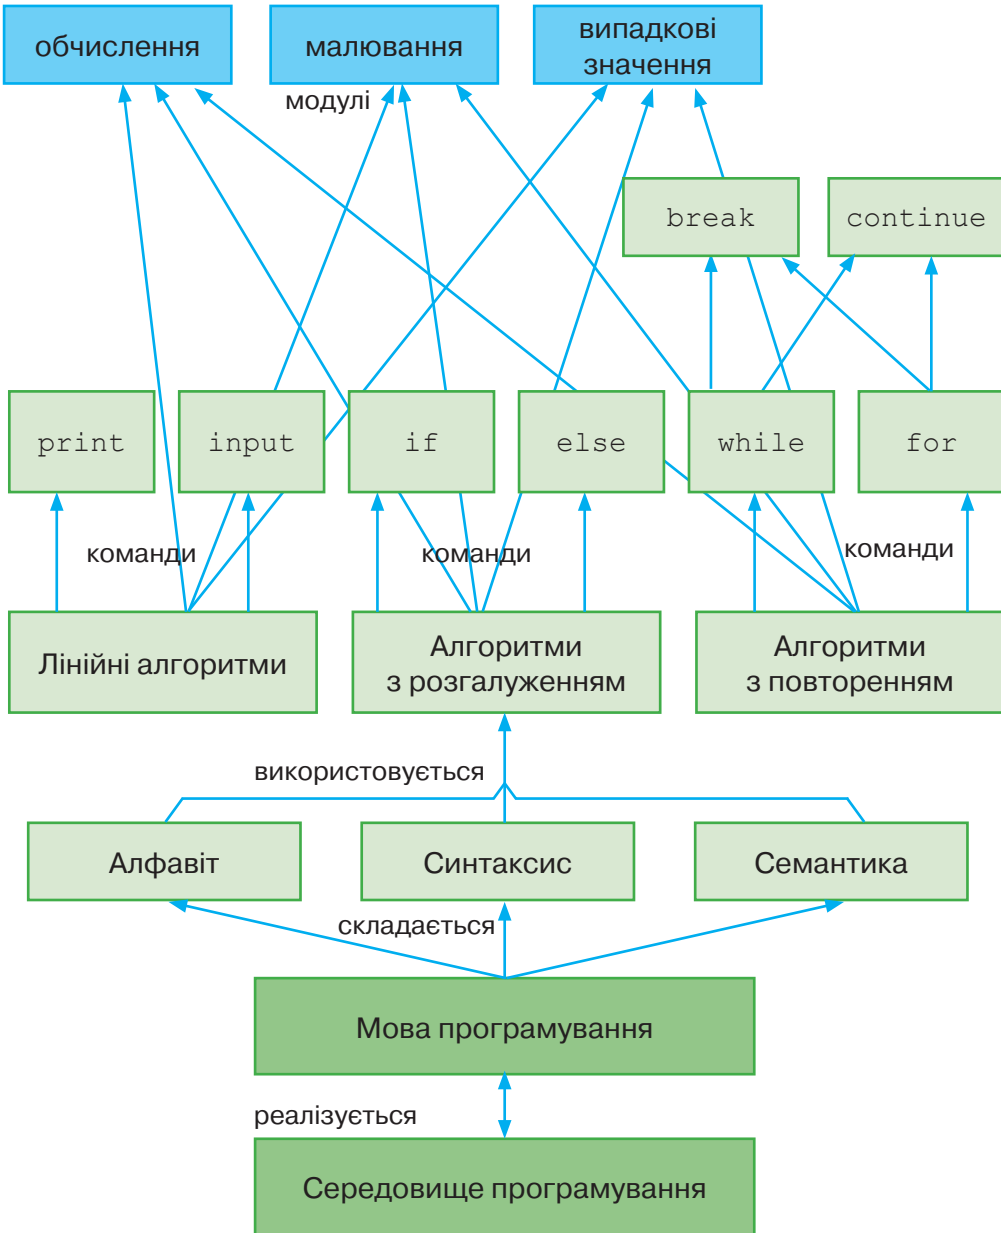 обчислення
малювання
випадкові
значення
модулі
break
continue
print
input
if
else
while
for
команди
команди
команди
Лінійні алгоритми
Алгоритми
з розгалуженням
Алгоритми
з повторенням
використовується
Алфавіт
Синтаксис
Семантика
складається
Мова програмування
реалізується
Середовище програмування